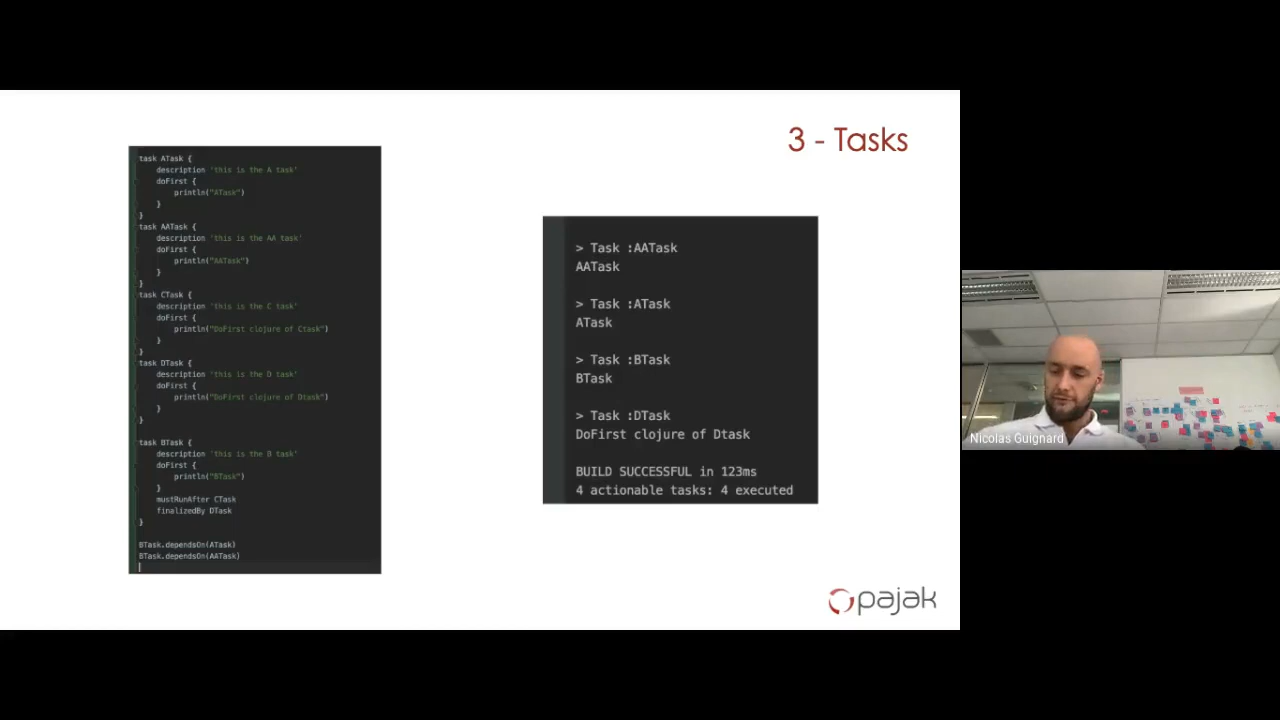 3 - Tasks
task ATask {
description 'this is the A task'
doFirst {
println("ATask")
}
}
task AATask {
description 'this is the AA task'
doFirst {
println("AATask")
}
}
task CTask {
description 'this is the C task'
doFirst {
println("DoFirst clojure of Ctask")
}
}
task DTask {
description 'this is the D task'
doFirst {
println("DoFirst clojure of Dtask")
}
}
task BTask {
description 'this is the B task'
doFirst {
println("BTask")
}
mustRunAfter CTask
finalizedBy DTask
}
BTask.dependsOn(ATask)
BTask.dependsOn(AATask)
> Task :AATask
AATask
> Task :ATask
ATask
> Task :BTask
BTask
> Task :DTask
DoFirst clojure of Dtask
BUILD SUCCESSFUL in 123ms
4 actionable tasks: 4 executed
pajak
Nicolas Guignard